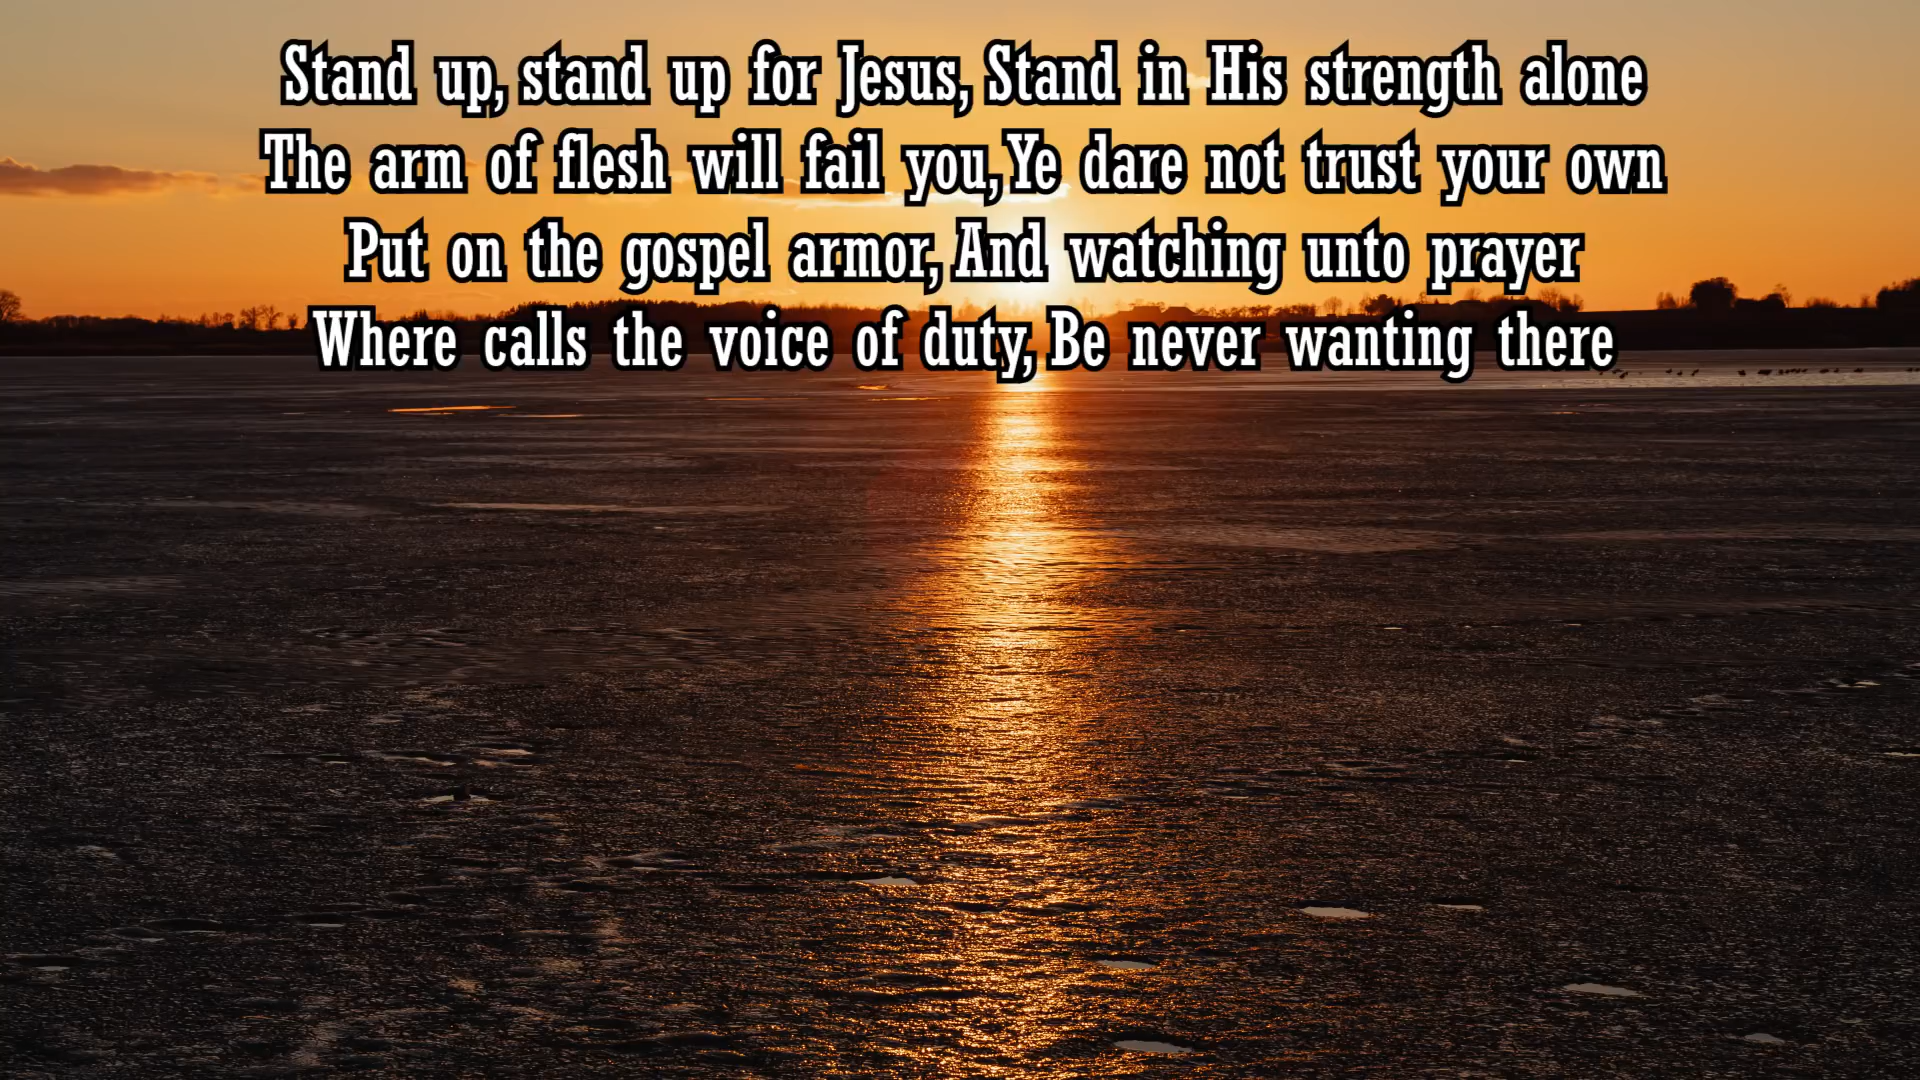 Stand up, stand up for Jesus, Stand in His strength alone
The arm of flesh will fail you, Ye dare not trust your own
Put on the gospel armor, And watching unto prayer
Where calls the voice of duty, Be never wanting there